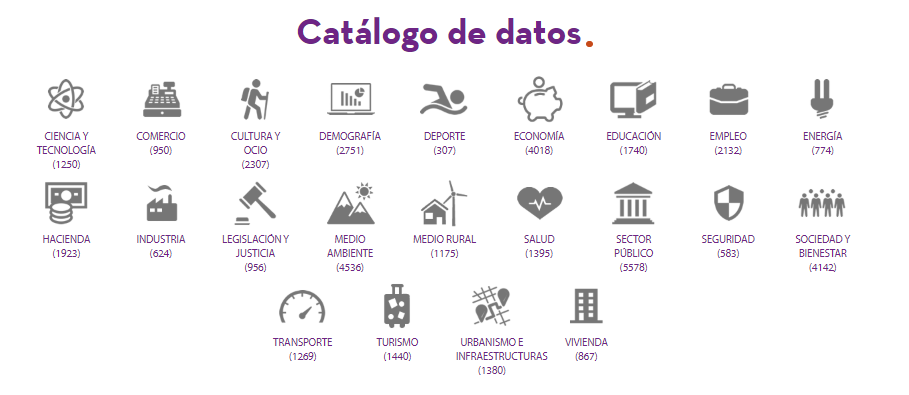 Catálogo de datos.
CIENCIA Y
TECNOLOGÍA
(1250)
COMERCIO
(950)
CULTURA Y
OCIO
(2307)
DEMOGRAFÍA
(2751)
DEPORTE
(307)
ECONOMÍA
(4018)
EDUCACIÓN
(1740)
EMPLEO
(2132)
ENERGÍA
(774)
HACIENDA
(1923)
INDUSTRIA
(624)
LEGISLACIÓN Y
JUSTICIA
(956)
MEDIO
AMBIENTE
(4536)
MEDIO RURAL
(1175)
SALUD
(1395)
SECTOR
PÚBLICO
(5578)
SEGURIDAD
(583)
SOCIEDAD Y
BIENESTAR
(4142)
TRANSPORTE
(1269)
TURISMO
(1440)
URBANISMO E
INFRAESTRUCTURAS
(1380)
VIVIENDA
(867)